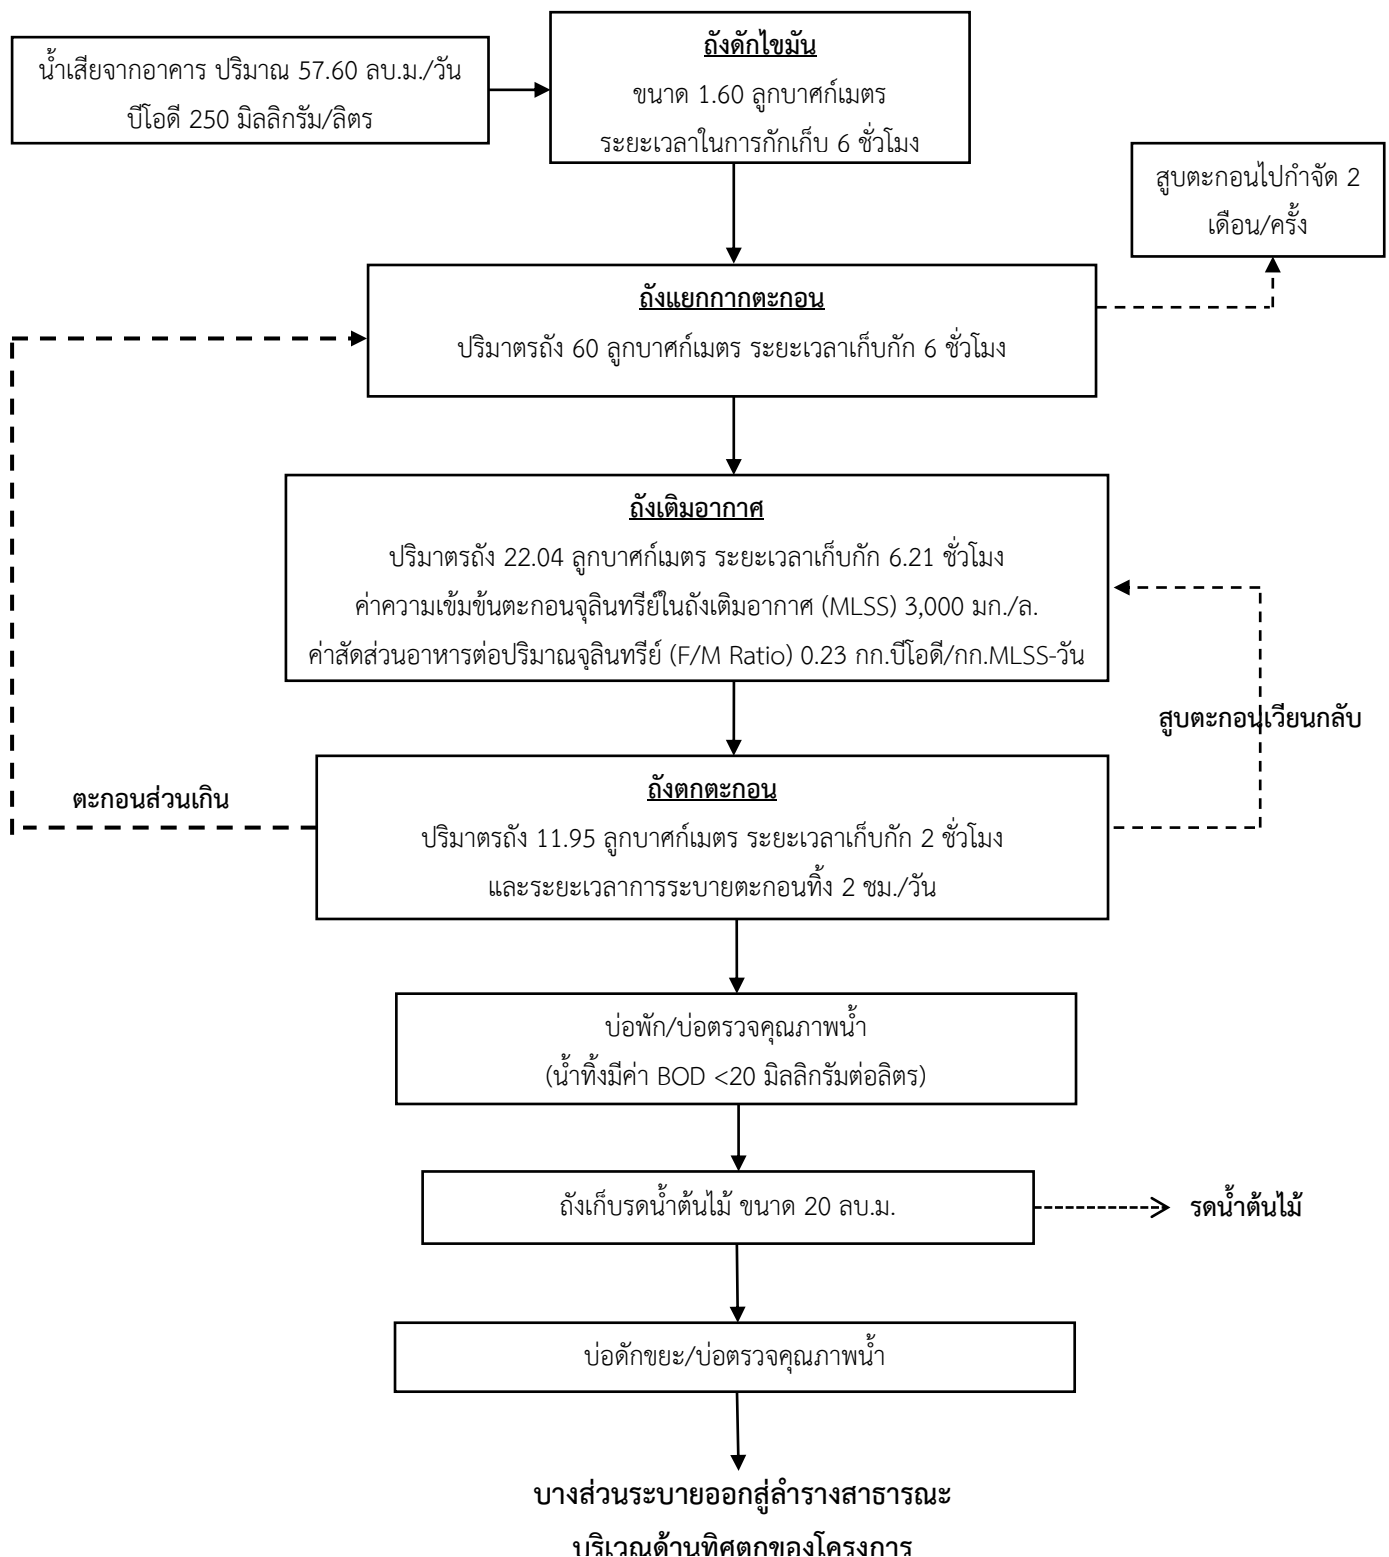 น้ำเสียจากอาคาร ปริมาณ 57.60 ลบ.ม./วัน
บีโอดี 250 มิลลิกรัม/ลิตร
ถังดักไขมัน
ขนาด 1.60 ลูกบาศก์เมตร
ระยะเวลาในการกักเก็บ 6 ชั่วโมง
สูบตะกอนไปกำจัด 2
เดือน/ครั้ง
ถังแยกกากตะกอน
ปริมาตรถัง 60 ลูกบาศก์เมตร ระยะเวลาเก็บกัก 6 ชั่วโมง
ถังเติมอากาศ
ปริมาตรถัง 22.04 ลูกบาศก์เมตร ระยะเวลาเก็บกัก 6.21 ชั่วโมง
ค่าความเข้มข้นตะกอนจุลินทรีย์ในถังเติมอากาศ (MLSS) 3,000 มก./ล.
ค่าสัดส่วนอาหารต่อปริมาณจุลินทรีย์ (F/M Ratio) 0.23 กก.บีโอดี/กก.MLSS-วัน
สูบตะกอนเวียนกลับ
ตะกอนส่วนเกิน
ถังตกตะกอน
ปริมาตรถัง 11.95 ลูกบาศก์เมตร ระยะเวลาเก็บกัก 2 ชั่วโมง
และระยะเวลาการระบายตะกอนทิ้ง 2 ชม./วัน
บ่อพัก/บ่อตรวจคุณภาพน้ำ
(น้ำทิ้งมีค่า BOD <20 มิลลิกรัมต่อลิตร)
ถังเก็บรดน้ำต้นไม้ ขนาด 20 ลบ.ม.
รดน้ำต้นไม้
บ่อดักขยะ/บ่อตรวจคุณภาพน้ำ
บางส่วนระบายออกสู่ลำรางสาธารณะ
บริเวณด้านทิศตกของโครงการ